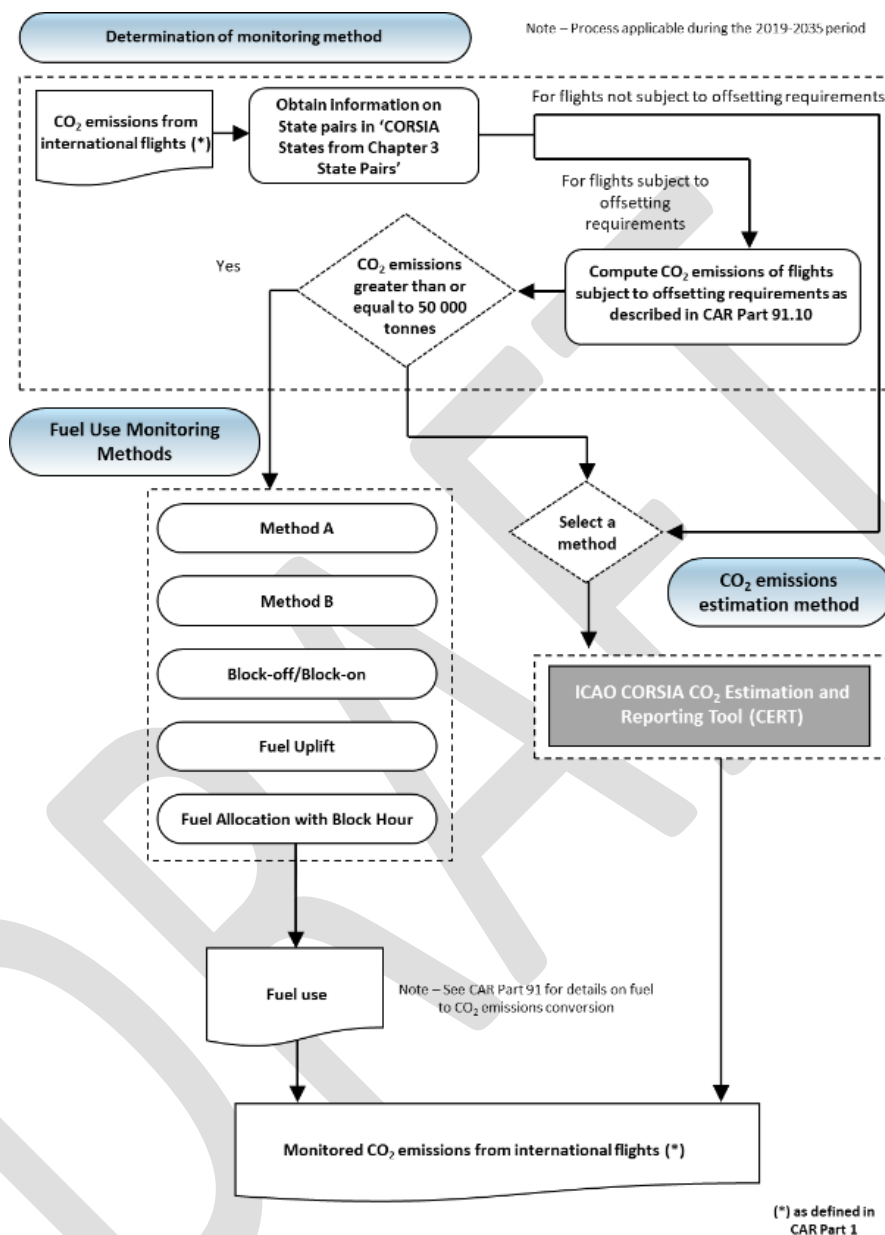 Determination of monitoring method
Note – Process applicable during the 2019-2035 period
CO₂ emissions from
international flights (*)
Obtain Information on
State pairs in ‘CORSIA
States from Chapter 3
State Pairs’
For flights not subject to offsetting requirements
For flights subject to
offsetting
requirements
Yes
CO₂ emissions
greater than or
equal to 50 000
tonnes
Compute CO₂ emissions of flights
subject to offsetting requirements as
described in CAR Part 91.10
Fuel Use Monitoring
Methods
Method A
Method B
Block-off/Block-on
Fuel Uplift
Fuel Allocation with Block Hour
Select a
method
CO₂ emissions
estimation method
ICAO CORSIA CO₂ Estimation and
Reporting Tool (CERT)
Fuel use
Note – See CAR Part 91 for details on fuel
to CO₂ emissions conversion
Monitored CO₂ emissions from international flights (*)
(*) as defined in
CAR Part 1
DRAFT